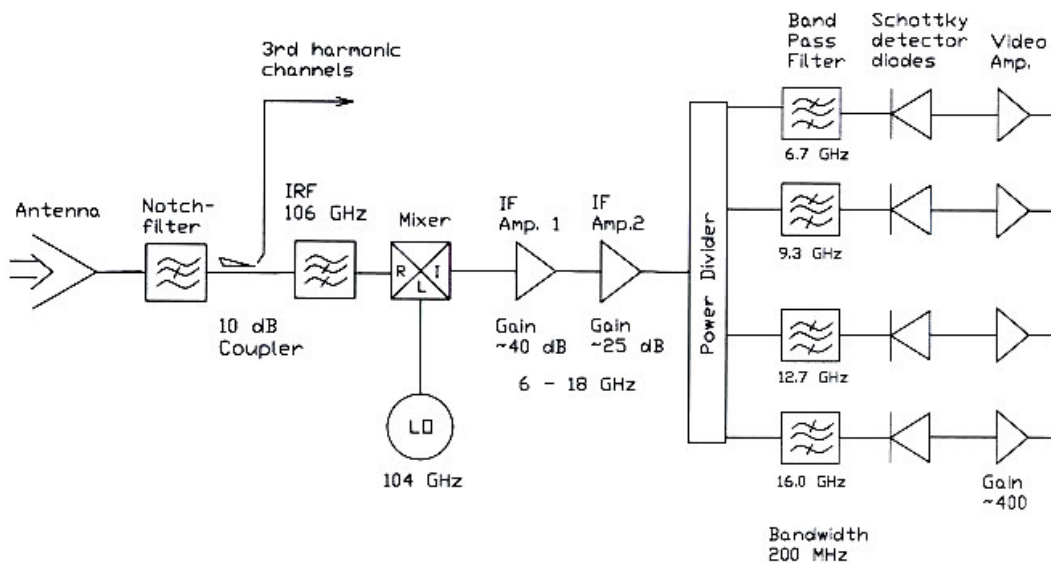 3rd harmonic
channels
Antenna
Notch-
filter
10 dB
Coupler
IRF
106 GHz
Mixer
R
I
L
LO
104 GHz
IF
Amp. 1
Gain
~40 dB
IF
Amp.2
Gain
~25 dB
6 - 18 GHz
Power Divider
Band
Pass
Filter
Schottky
detector
diodes
Video
Amp.
6.7 GHz
9.3 GHz
12.7 GHz
16.0 GHz
Gain
~400
Bandwidth
200 MHz